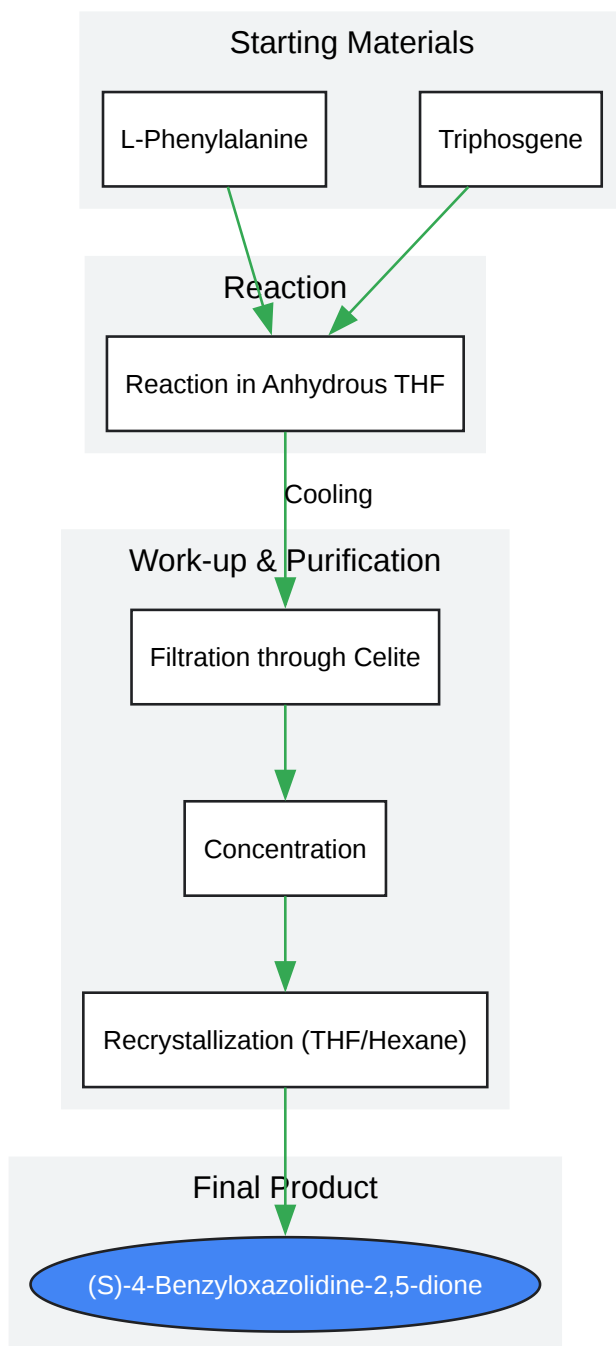 Starting Materials
L-Phenylalanine
Triphosgene
Reaction
Reaction in Anhydrous THF
Cooling
Work-up & Purification
Filtration through Celite
Concentration
Recrystallization (THF/Hexane)
Final Product
(S)-4-Benzyloxazolidine-2,5-dione